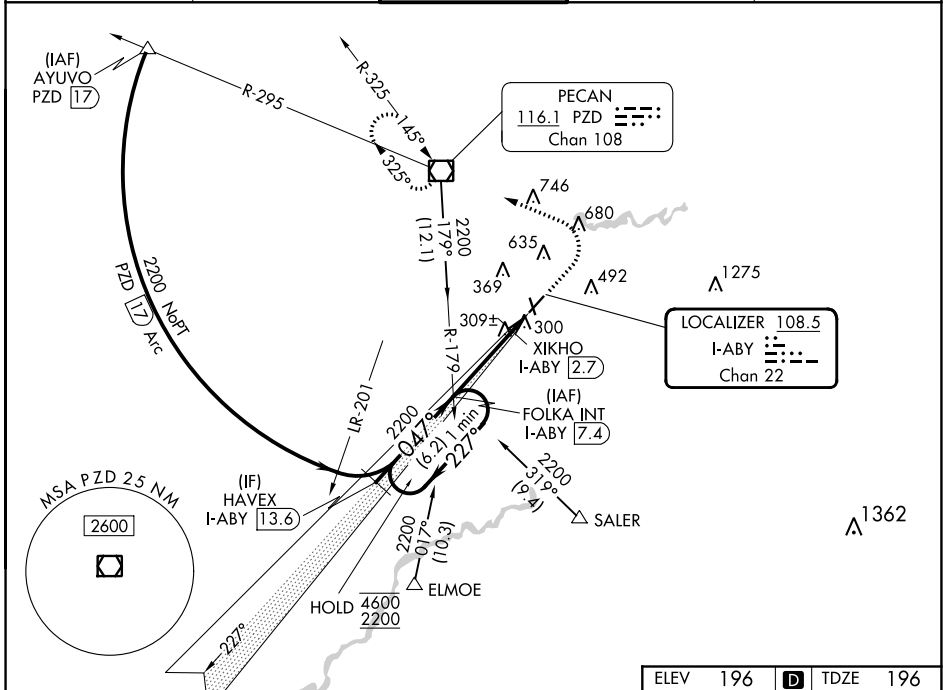 (IAF)
AYUVO
PZD 17
R-295
R-325
145°
325°
PECAN
116.1 PZD
Chan 108
2200
179°
(12.1)
R-179
746
680
635
369
492
1275
309±
300
XIKHO
I-ABY 2.7
LOCALIZER 108.5
I-ABY
Chan 22
2200 NoPT
PZD 17 Arc
LR-201
(IAF)
FOLKA INT
I-ABY 7.4
2200
047°
(6.2) 1 min
227°
(IF)
HAVEX
I-ABY 13.6
2200
319°
(9.4)
SALER
1362
2200
017°
(10.3)
ELMOE
HOLD 4600
2200
MSA PZD 25 NM
2600
227°
ELEV 196 D TDZE 196